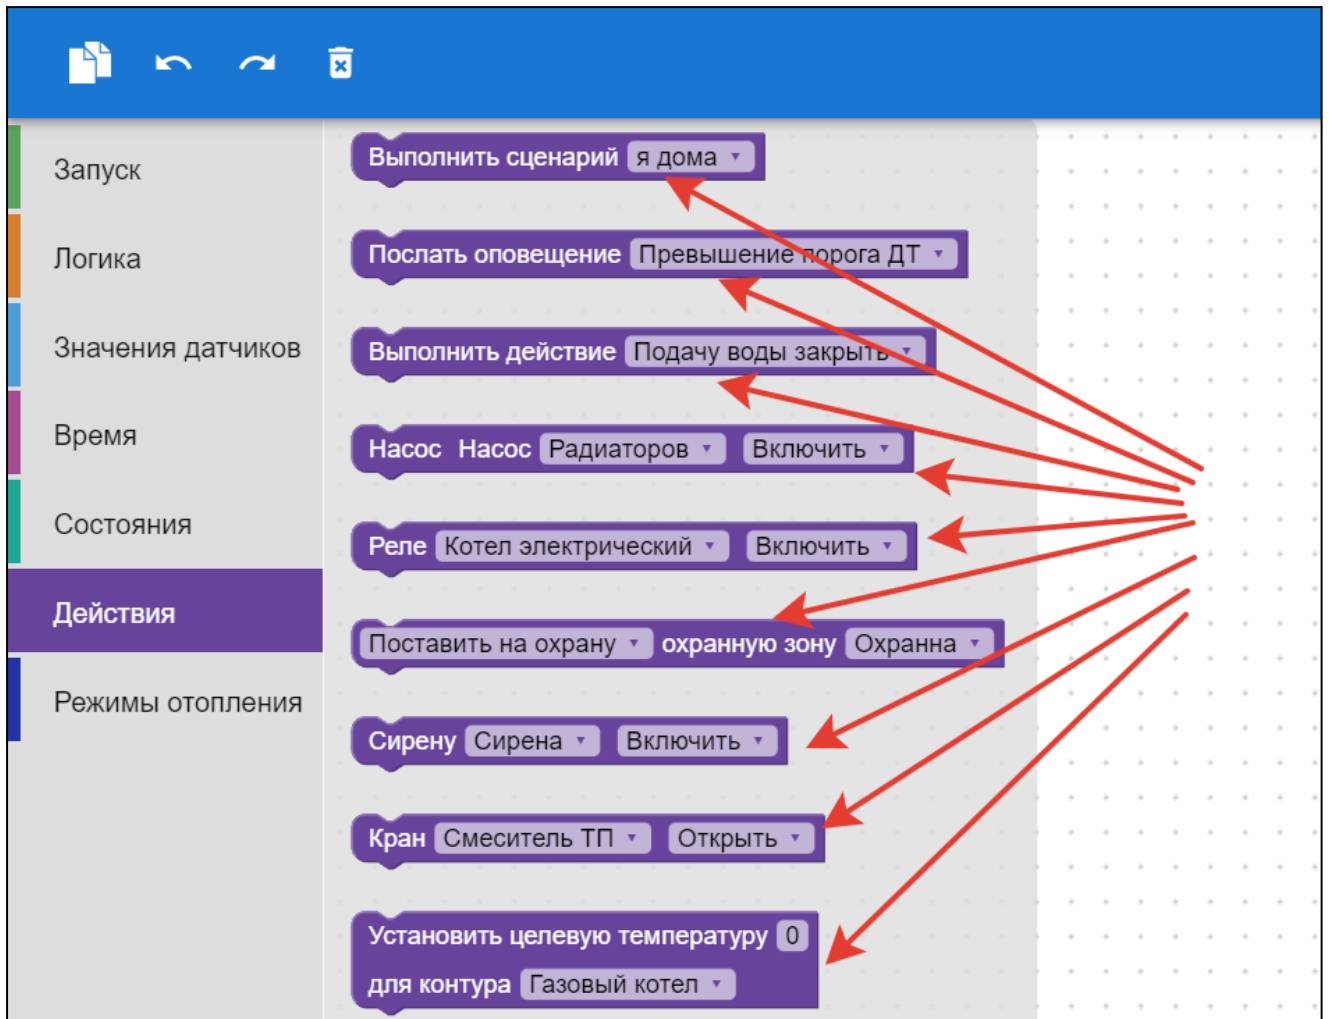 Запуск
Логика
Значения датчиков
Время
Состояния
Действия
Режимы отопления
Выполнить сценарий я дома
Послать оповещение Превышение порога ДТ
Выполнить действие Подачу воды закрыть
Насос Насос Радиаторов Включить
Реле Котел электрический Включить
Поставить на охрану охранную зону Охранна
Сирену Сирена Включить
Кран Смеситель ТП Открыть
Установить целевую температуру 0
для контура Газовый котел